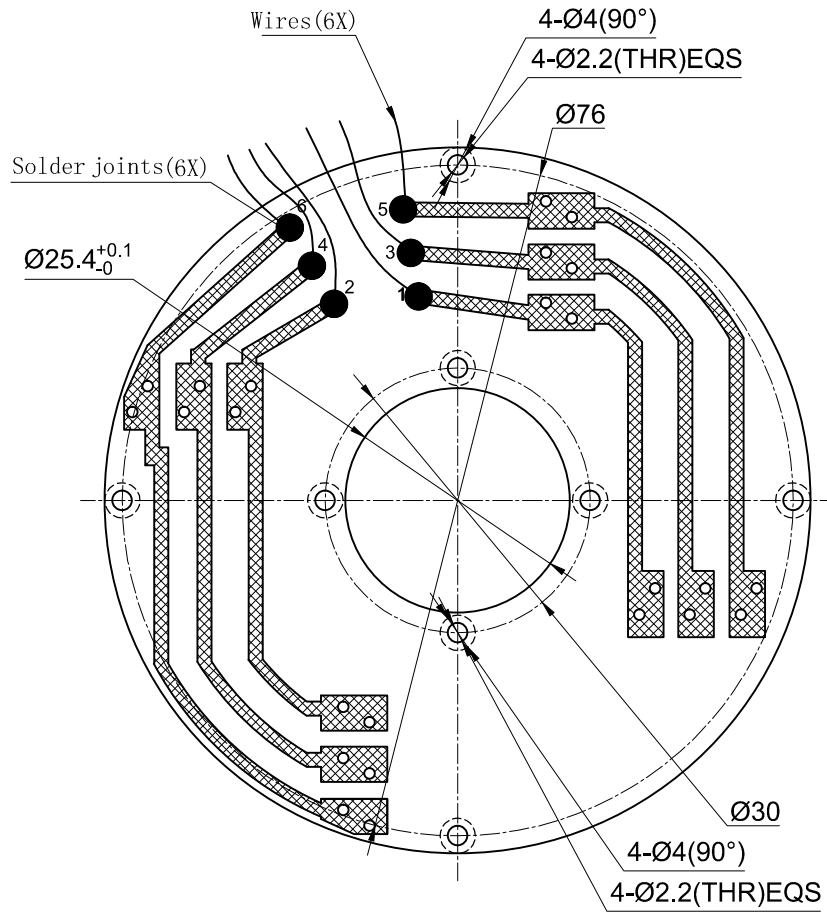 Wires(6X)
4-Ø4(90°)
4-Ø2.2(THR)EQS
Ø76
Solder joints(6X)
6
5
4
3
Ø25.4+0.1-0
2
1
Ø30
4-Ø4(90°)
4-Ø2.2(THR)EQS